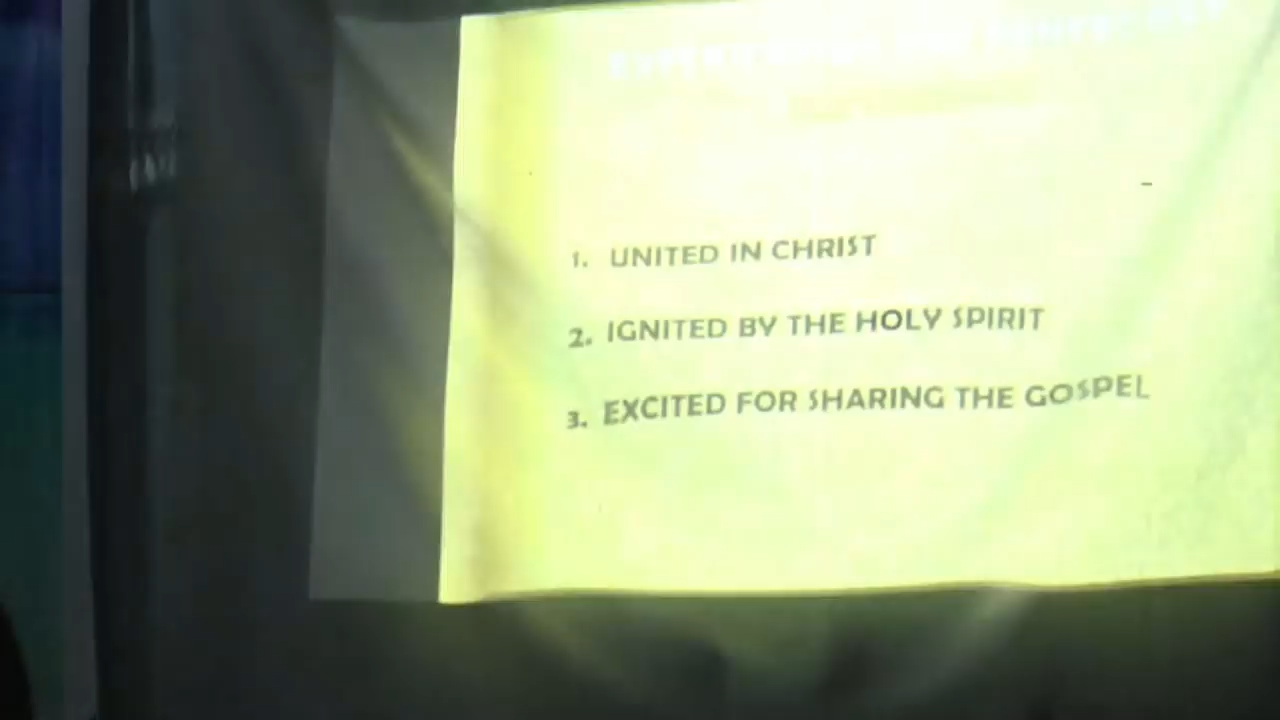 1. UNITED IN CHRIST
2. IGNITED BY THE HOLY SPIRIT
3. EXCITED FOR SHARING THE GOSPEL